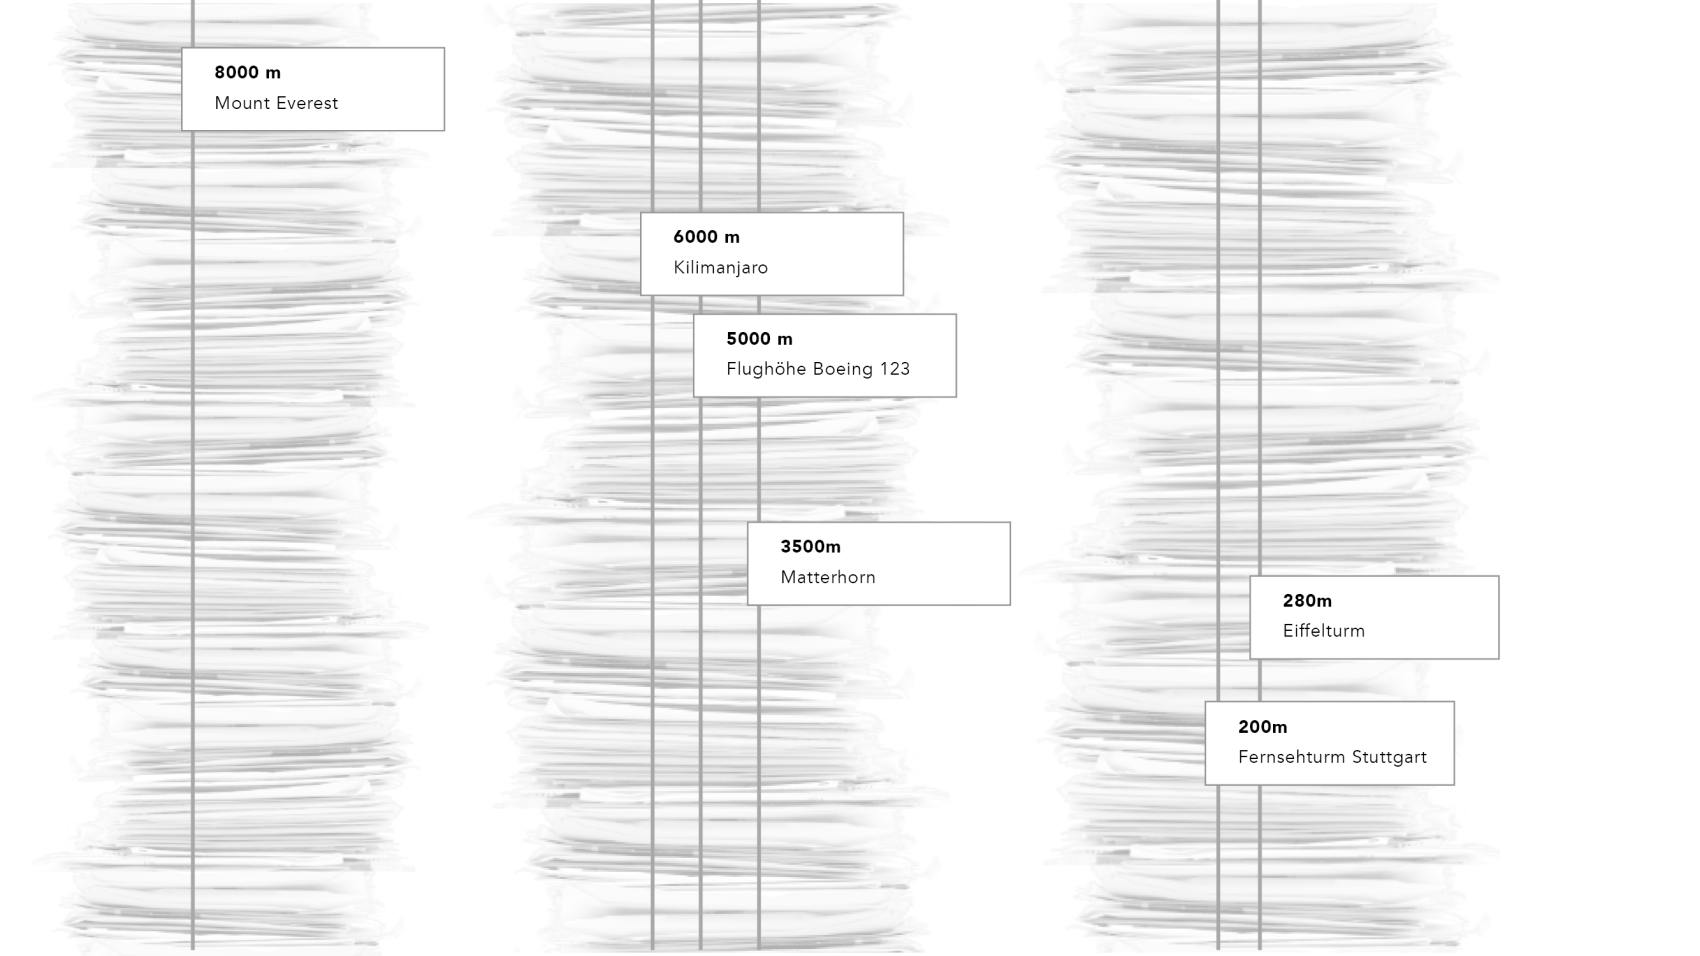 8000 m
Mount Everest
6000 m
Kilimanjaro
5000 m
Flughöhe Boeing 123
3500m
Matterhorn
280m
Eiffelturm
200m
Fernsehturm Stuttgart